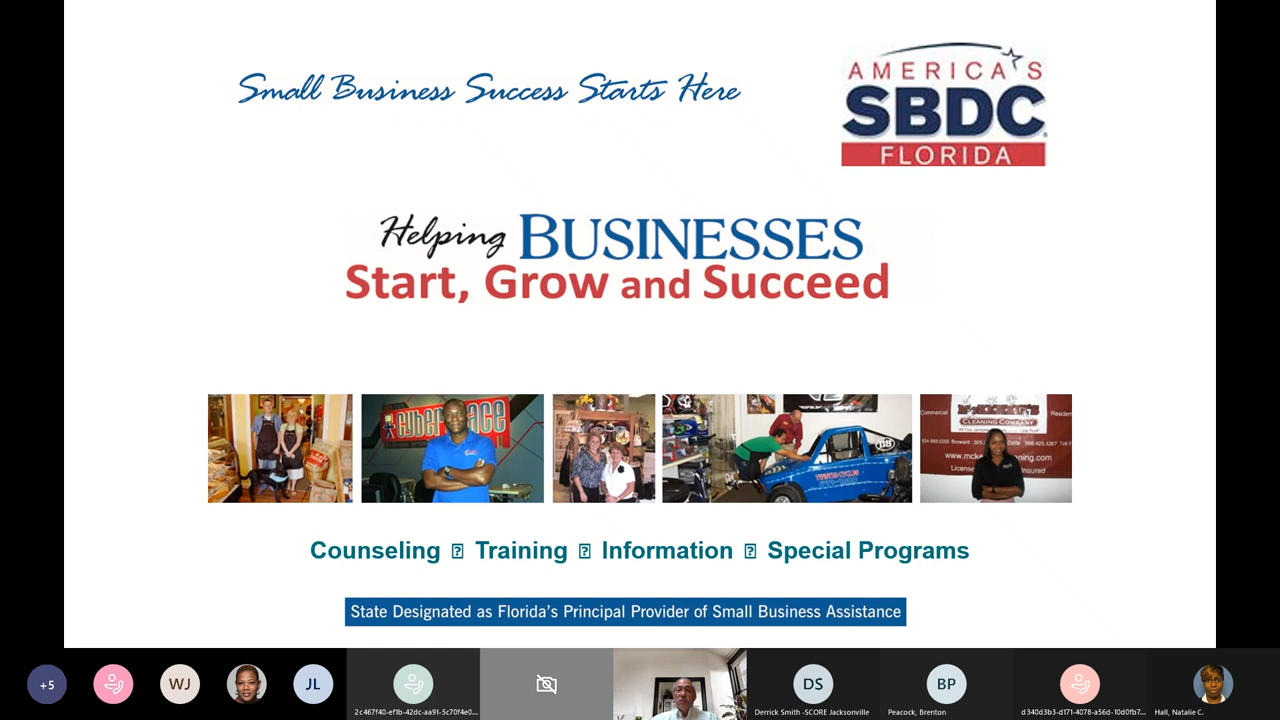 Small Business Success Starts Here
AMERICA'S
SBDC
FLORIDA
Helping BUSINESSES
Start, Grow and Succeed
CLEANING COMPANY
Counseling ⍰ Training ⍰ Information ⍰ Special Programs
State Designated as Florida's Principal Provider of Small Business Assistance
+5
WJ
JL
DS
BP
Derrick Smith -SCORE Jacksonville
Peacock, Brenton
Hall, Natalie C.